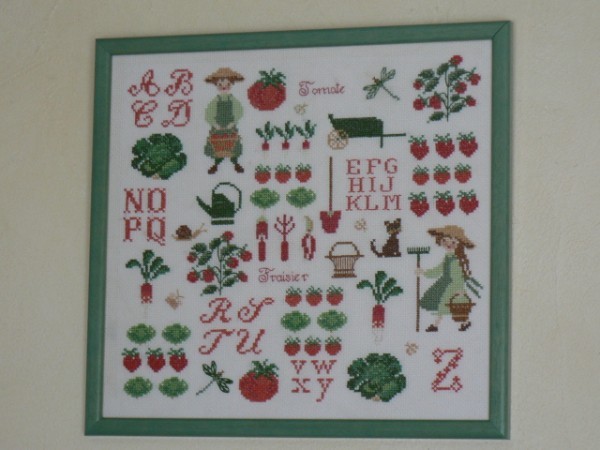 A B
C D
Tomate
E F G
H I J
K L M
N O
P Q
Fraisier
R S
T U
v w
x y
Z